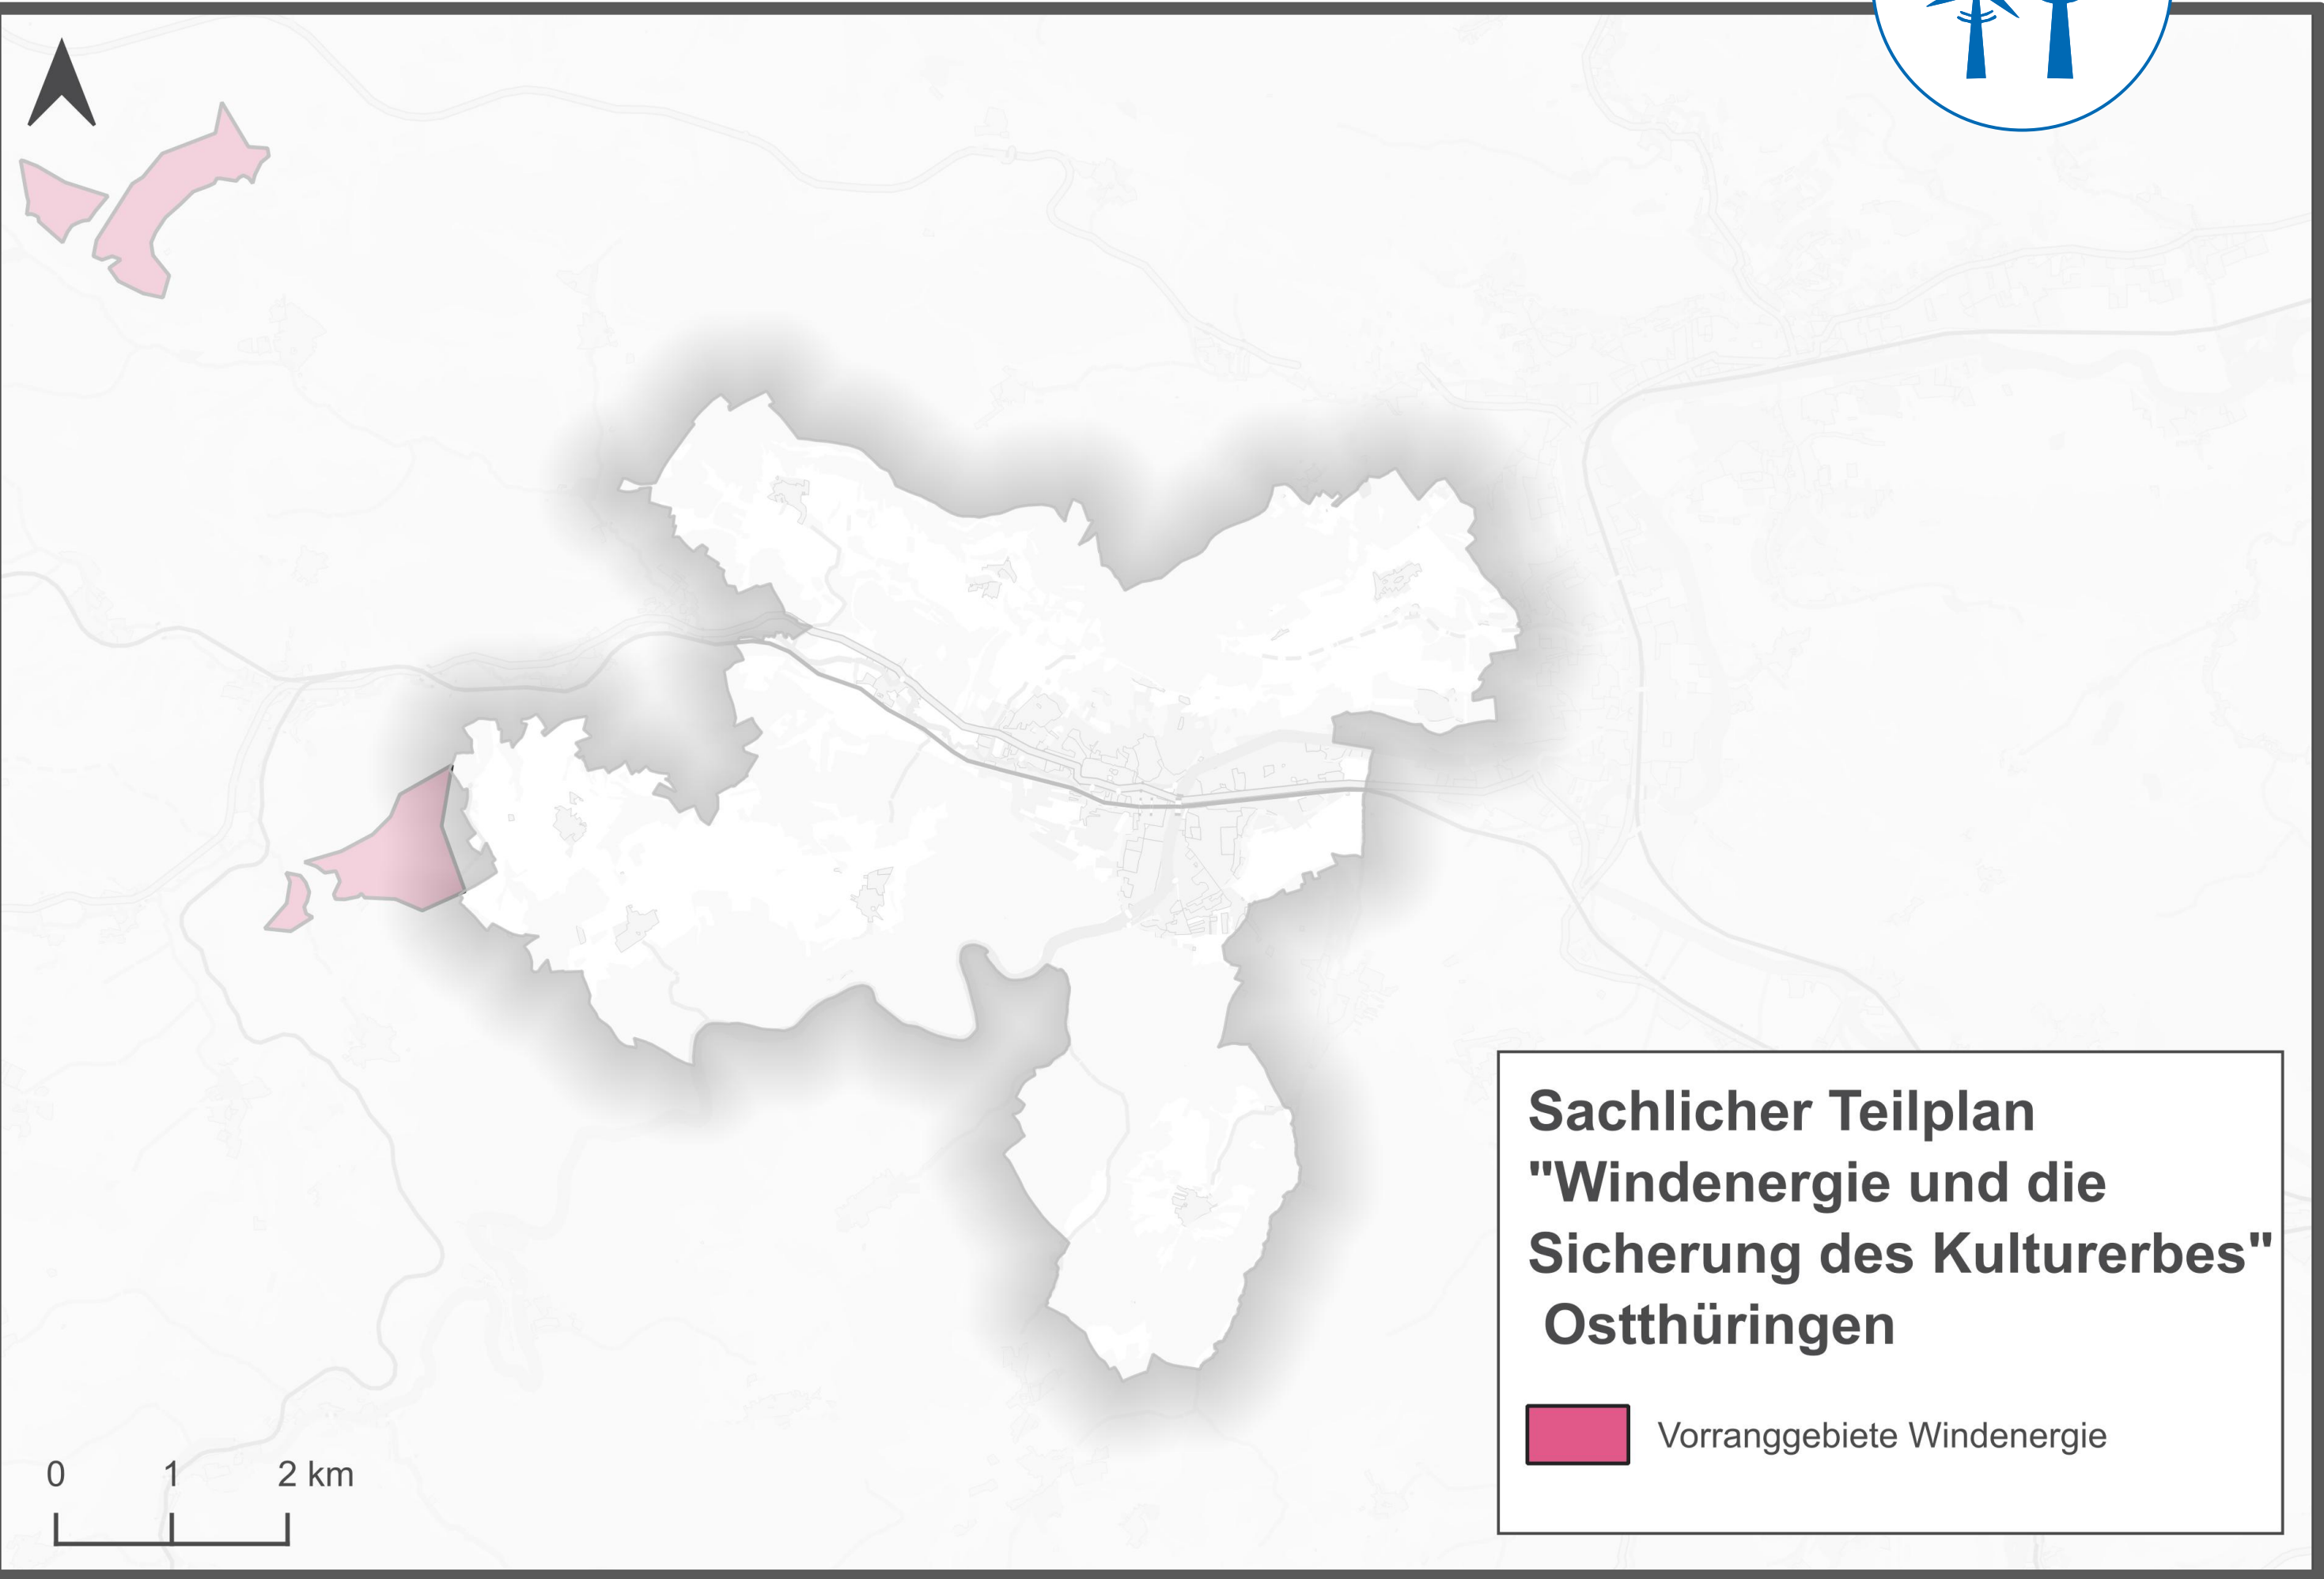 Sachlicher Teilplan
"Windenergie und die
Sicherung des Kulturerbes"
Ostthüringen
Vorranggebiete Windenergie
0 1 2 km